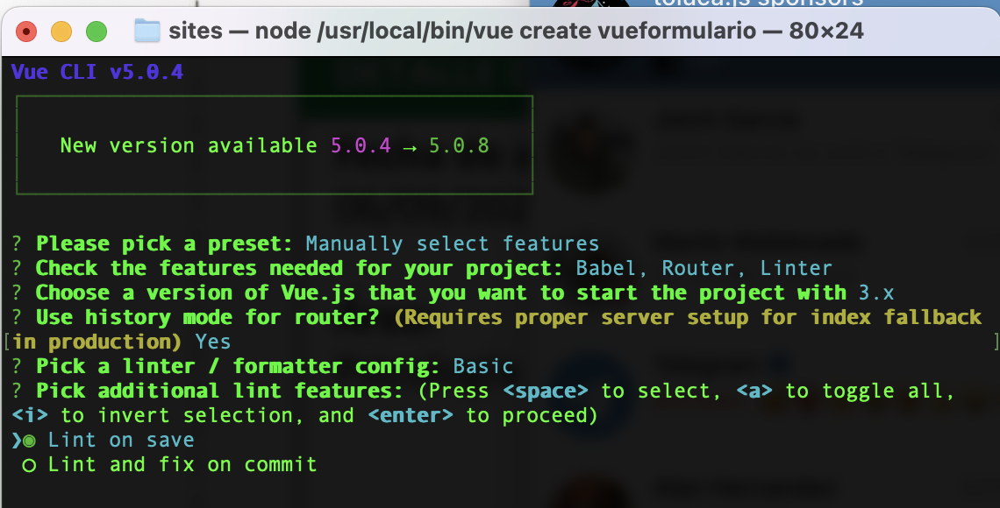 toluca.js sponsors
sites — node /usr/local/bin/vue create vueformulario — 80×24
Vue CLI v5.0.4
New version available 5.0.4 → 5.0.8
? Please pick a preset: Manually select features
? Check the features needed for your project: Babel, Router, Linter
? Choose a version of Vue.js that you want to start the project with 3.x
? Use history mode for router? (Requires proper server setup for index fallback
[in production) Yes ]
? Pick a linter / formatter config: Basic
? Pick additional lint features: (Press <space> to select, <a> to toggle all,
<i> to invert selection, and <enter> to proceed)
❯◉ Lint on save
◯ Lint and fix on commit